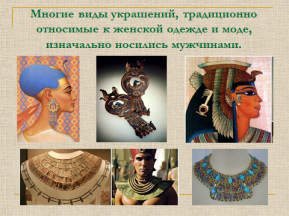 Многие виды украшений, традиционно
относимые к женской одежде и моде,
изначально носились мужчинами.